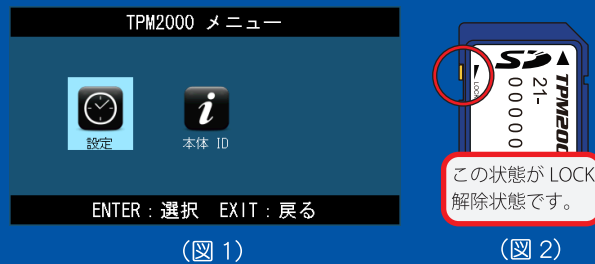 TPM2000 メニュー
設定
本体 ID
ENTER：選択 EXIT：戻る
（図 1）
SD
TPM200
21-
00000
LOCK
この状態が LOCK
解除状態です。
（図 2）